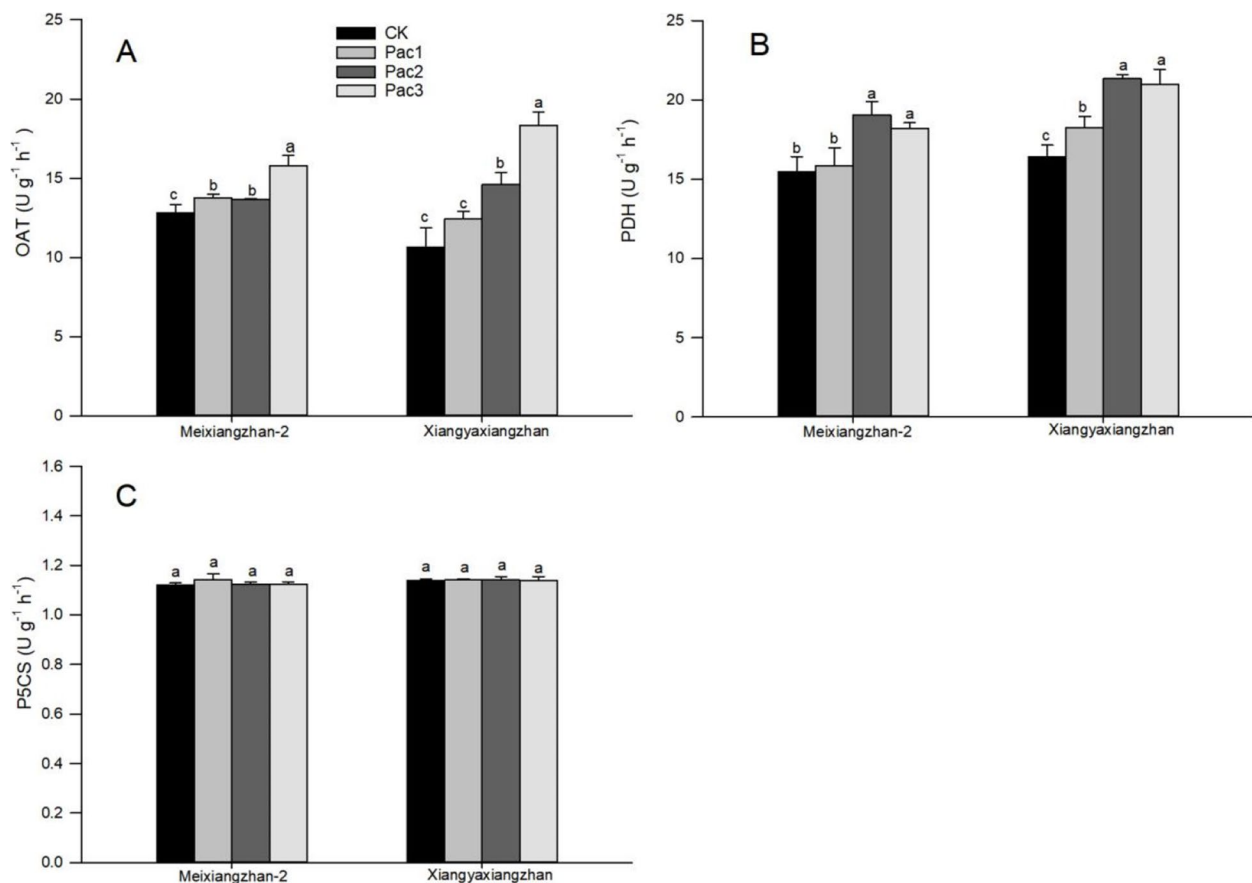 A
CK
Pac1
Pac2
Pac3
OAT (U g⁻¹ h⁻¹)
25
20
15
10
5
0
c b b a
c c b a
Meixiangzhan-2 Xiangyaxiangzhan
B
PDH (U g⁻¹ h⁻¹)
25
20
15
10
5
0
b b a a
c b a a
Meixiangzhan-2 Xiangyaxiangzhan
C
P5CS (U g⁻¹ h⁻¹)
1.6
1.4
1.2
1.0
0.8
0.6
0.4
0.2
0.0
a a a a
a a a a
Meixiangzhan-2 Xiangyaxiangzhan